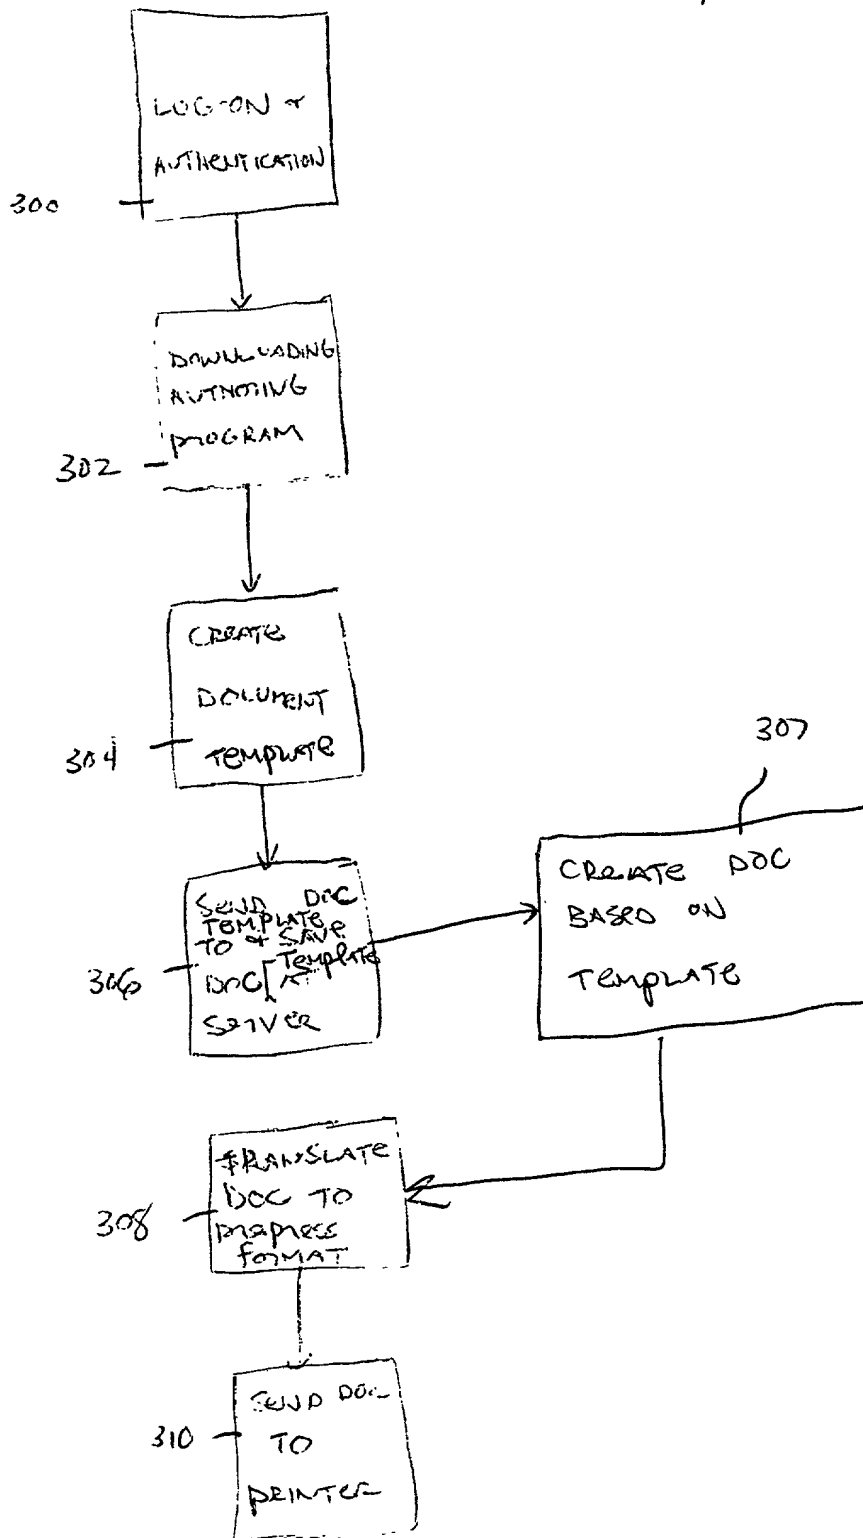 LOG-ON &
AUTHENTICATION
300
DOWNLOADING
AUTHORING
PROGRAM
302
CREATE
DOCUMENT
TEMPLATE
304
307
CREATE DOC
BASED ON
TEMPLATE
SEND DOC
TEMPLATE
TO & SAVE
TEMPLATE
DOC AT
SERVER
306
TRANSLATE
DOC TO
prepress
FORMAT
308
SEND DOC
TO
PRINTER
310